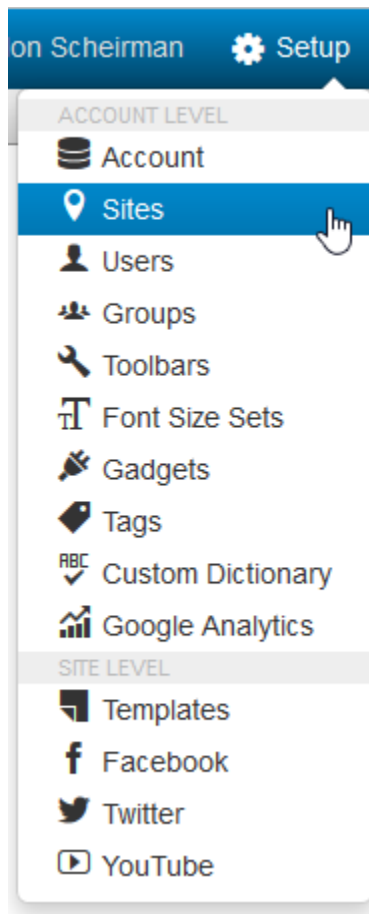 on Scheirman Setup
ACCOUNT LEVEL
Account
Sites
Users
Groups
Toolbars
Font Size Sets
Gadgets
Tags
ABC Custom Dictionary
Google Analytics
SITE LEVEL
Templates
Facebook
Twitter
YouTube